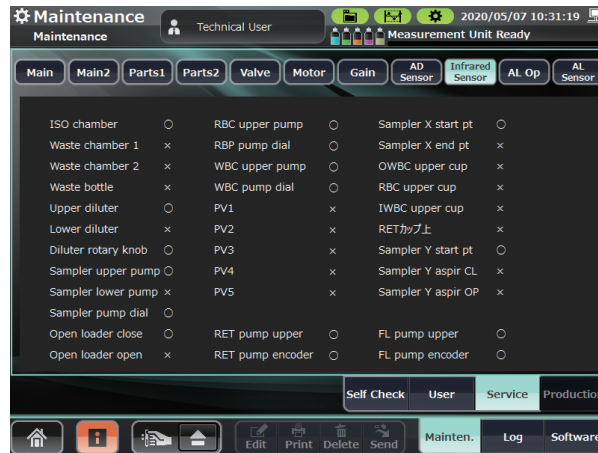 Maintenance
Maintenance
Technical User
2020/05/07 10:31:19
Measurement Unit Ready
Main Main2 Parts1 Parts2 Valve Motor Gain AD Sensor Infrared Sensor AL Op AL Sensor
ISO chamber ○ RBC upper pump ○ Sampler X start pt ○
Waste chamber 1 × RBP pump dial ○ Sampler X end pt ×
Waste chamber 2 × WBC upper pump ○ OWBC upper cup ×
Waste bottle × WBC pump dial ○ RBC upper cup ×
Upper diluter ○ PV1 × IWBC upper cup ×
Lower diluter × PV2 × RETカップ上 ×
Diluter rotary knob ○ PV3 × Sampler Y start pt ○
Sampler upper pump ○ PV4 × Sampler Y aspir CL ×
Sampler lower pump × PV5 × Sampler Y aspir OP ×
Sampler pump dial ○
Open loader close ○ RET pump upper ○ FL pump upper ○
Open loader open × RET pump encoder ○ FL pump encoder ○
Self Check User Service Productio
Edit Print Delete Send Mainten. Log Software